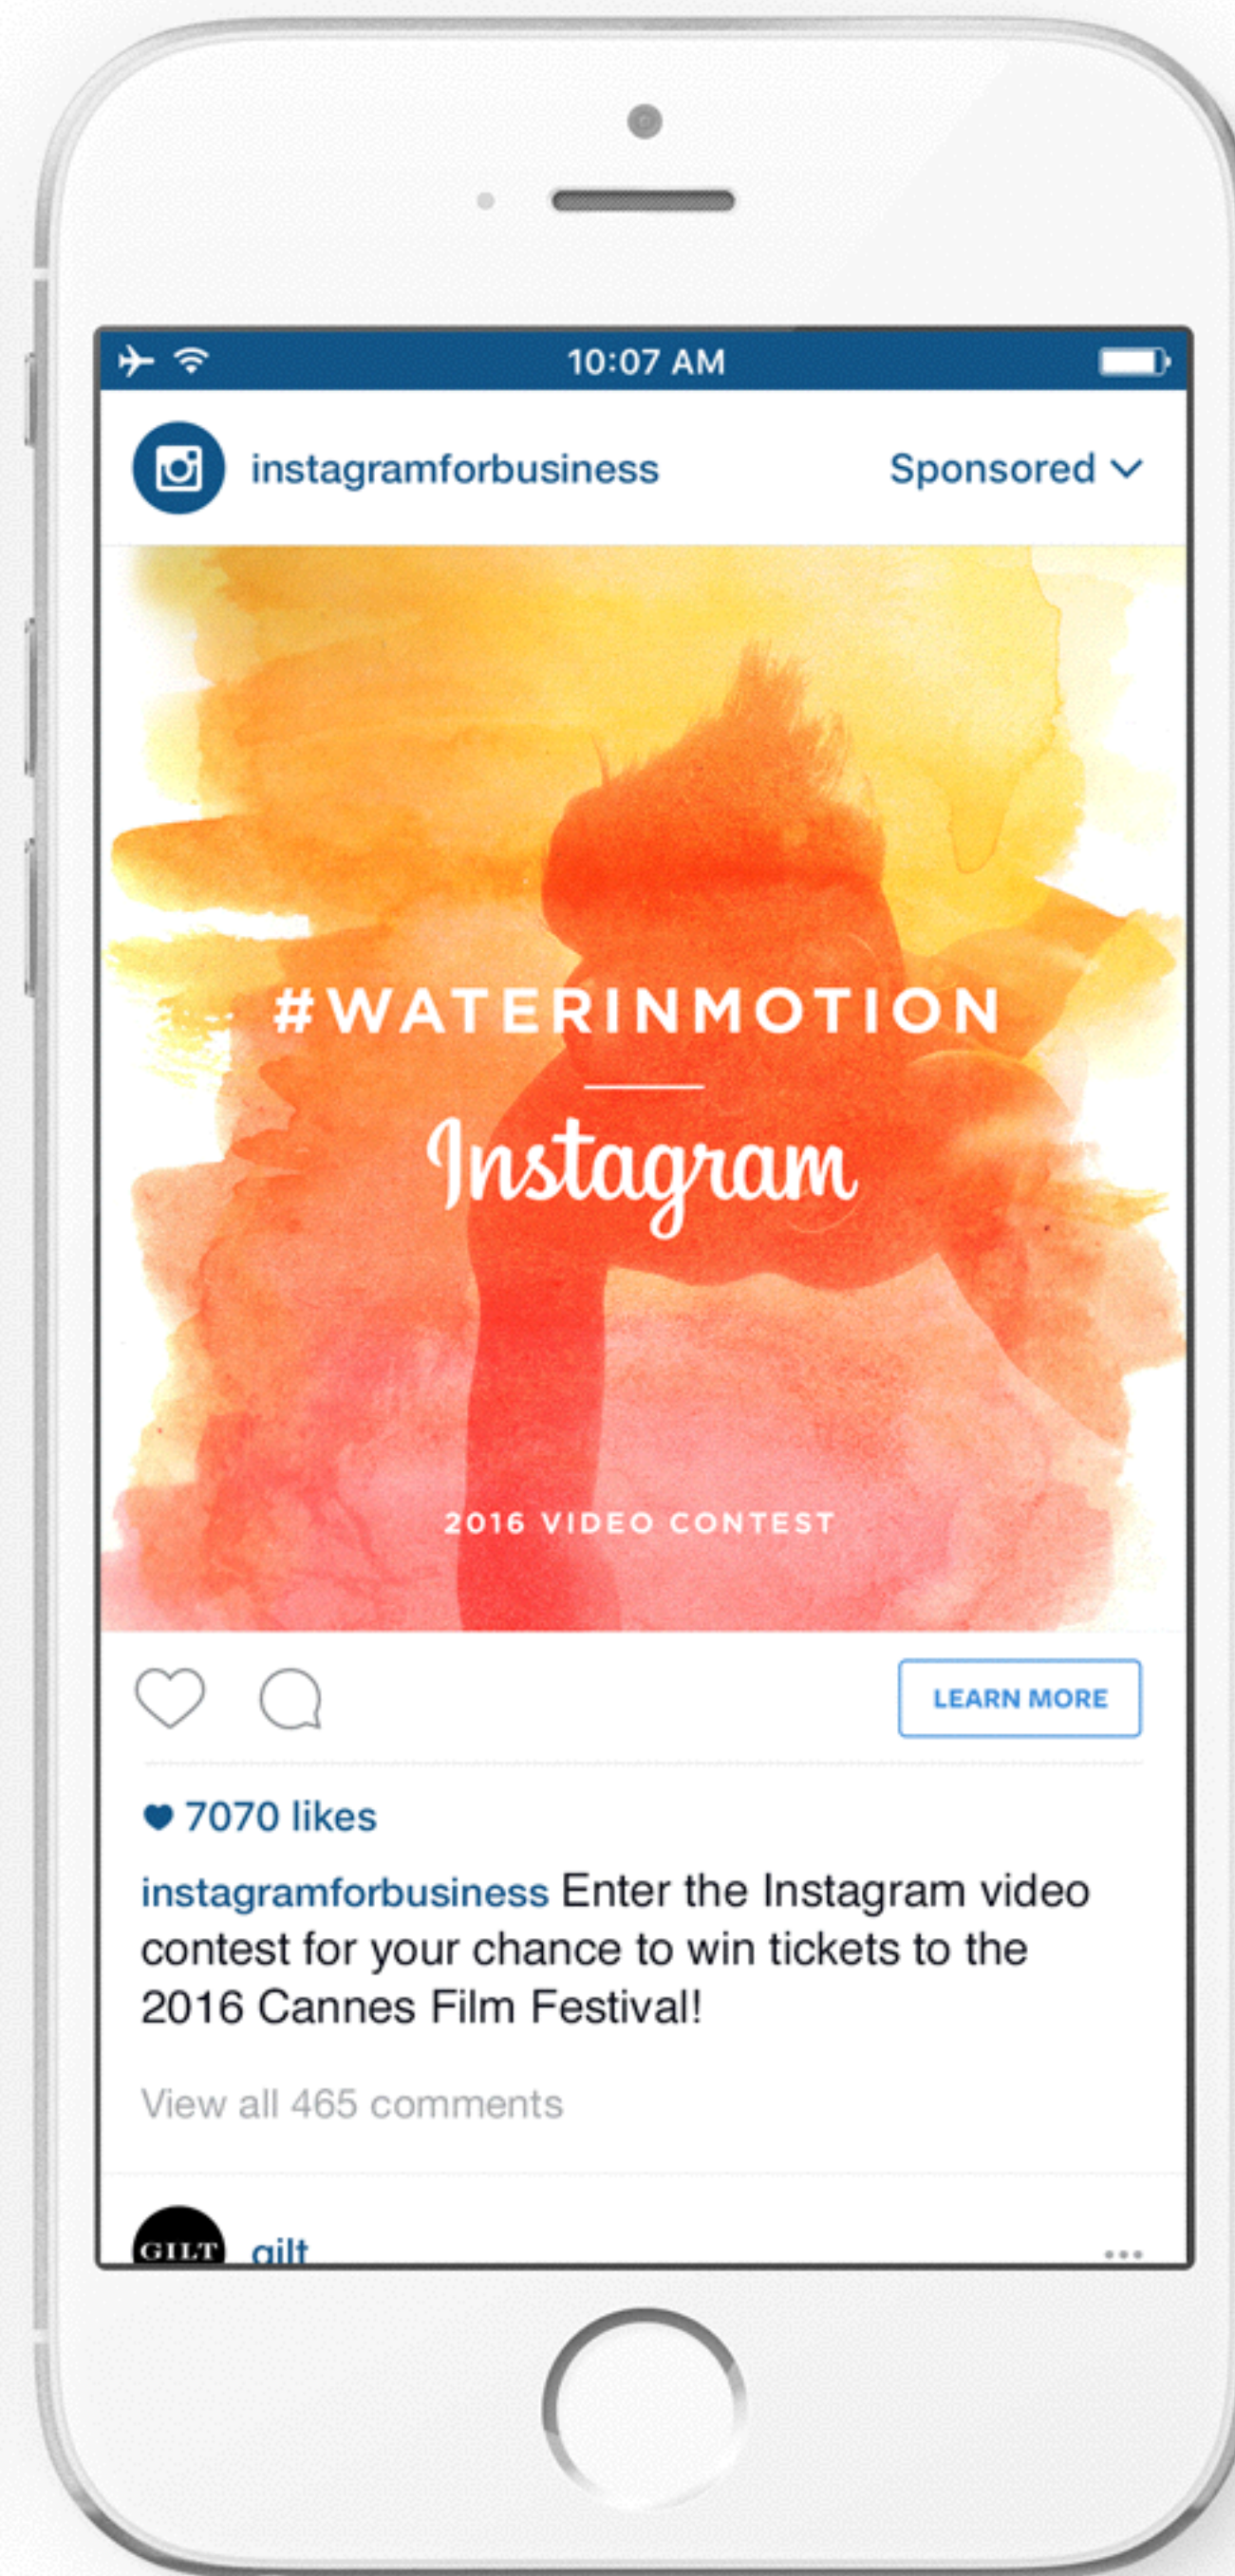 10:07 AM
instagramforbusiness Sponsored
#WATERINMOTION
Instagram
2016 VIDEO CONTEST
LEARN MORE
7070 likes
instagramforbusiness Enter the Instagram video
contest for your chance to win tickets to the
2016 Cannes Film Festival!
View all 465 comments
GILT gilt